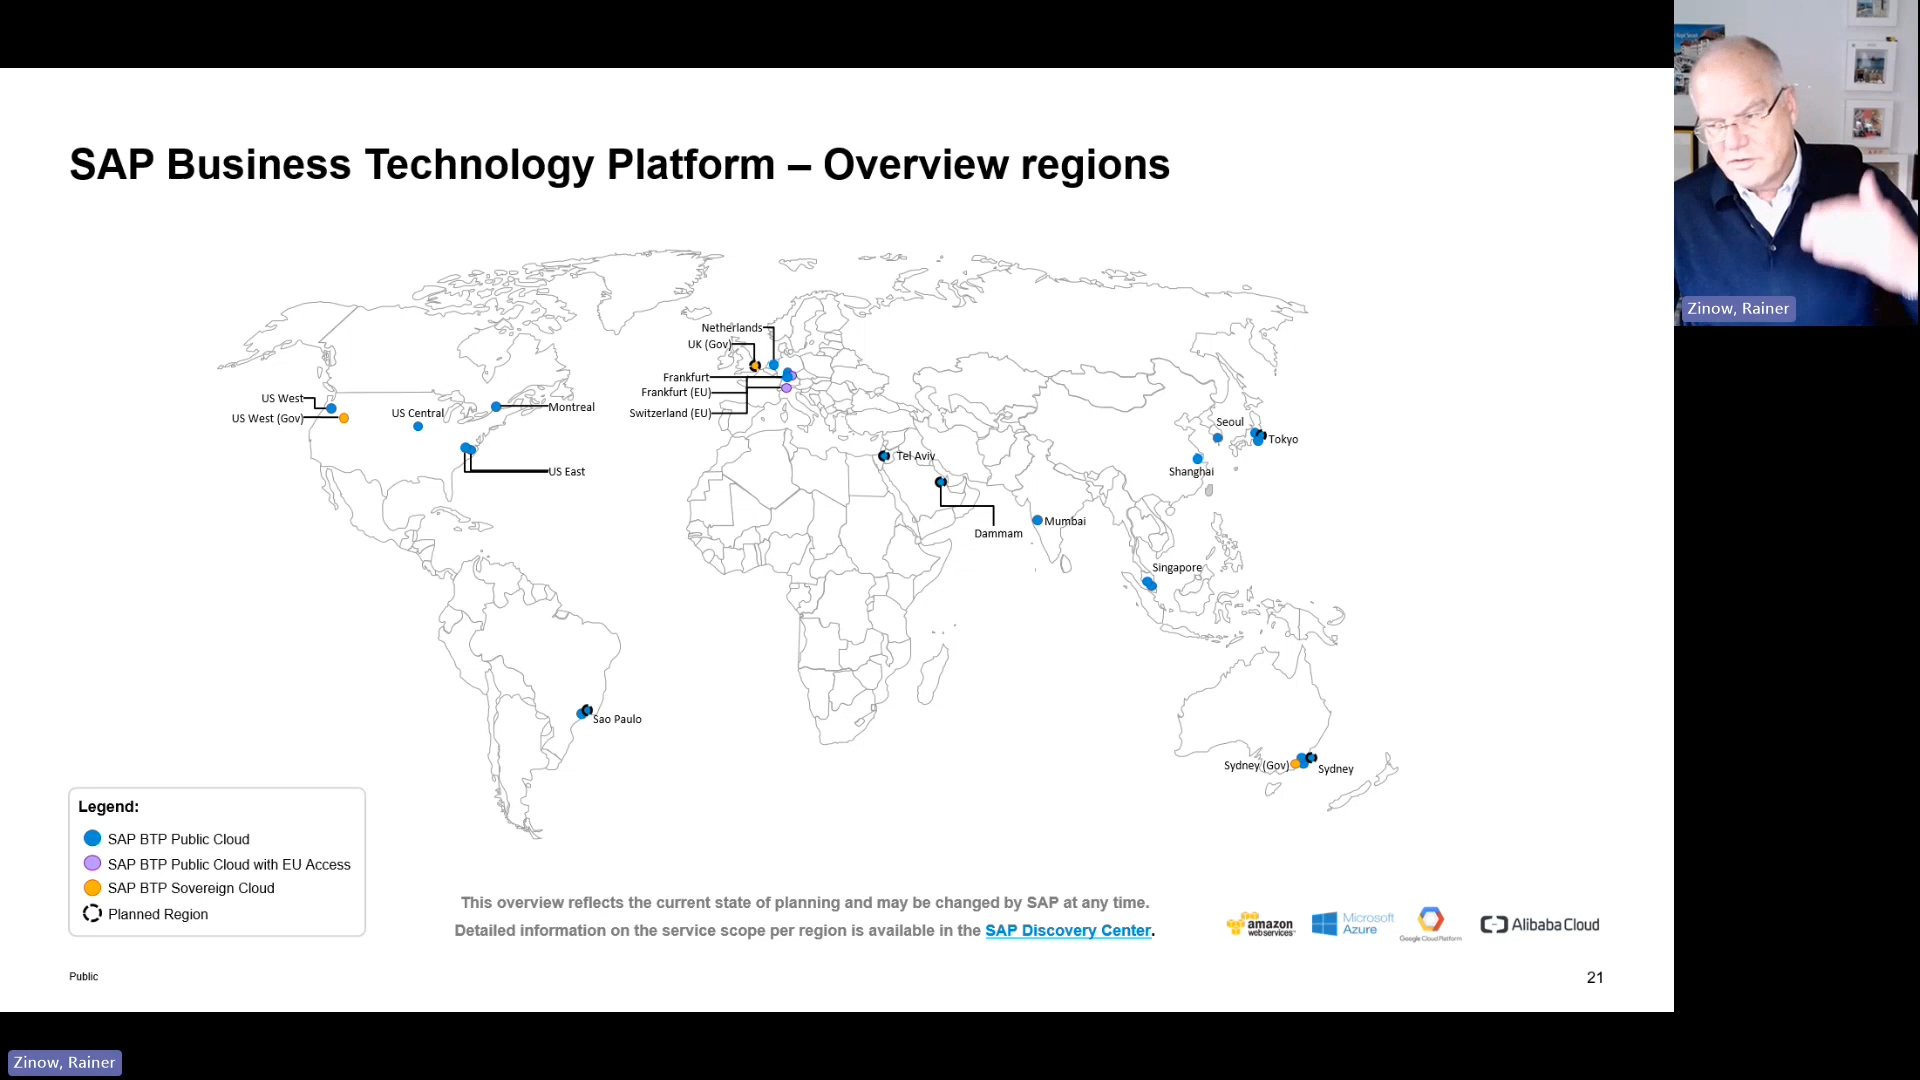 SAP Business Technology Platform – Overview regions
Netherlands
UK (Gov)
Frankfurt
Frankfurt (EU)
Switzerland (EU)
US West
US West (Gov)
US Central
Montreal
US East
Seoul
Tokyo
Shanghai
Tel Aviv
Dammam
Mumbai
Singapore
Sao Paulo
Sydney (Gov)
Sydney
Legend:
SAP BTP Public Cloud
SAP BTP Public Cloud with EU Access
SAP BTP Sovereign Cloud
Planned Region
This overview reflects the current state of planning and may be changed by SAP at any time.
Detailed information on the service scope per region is available in the SAP Discovery Center.
amazon
webservices
Microsoft
Azure
Google Cloud Platform
Alibaba Cloud
Public
21
Zinow, Rainer
Zinow, Rainer